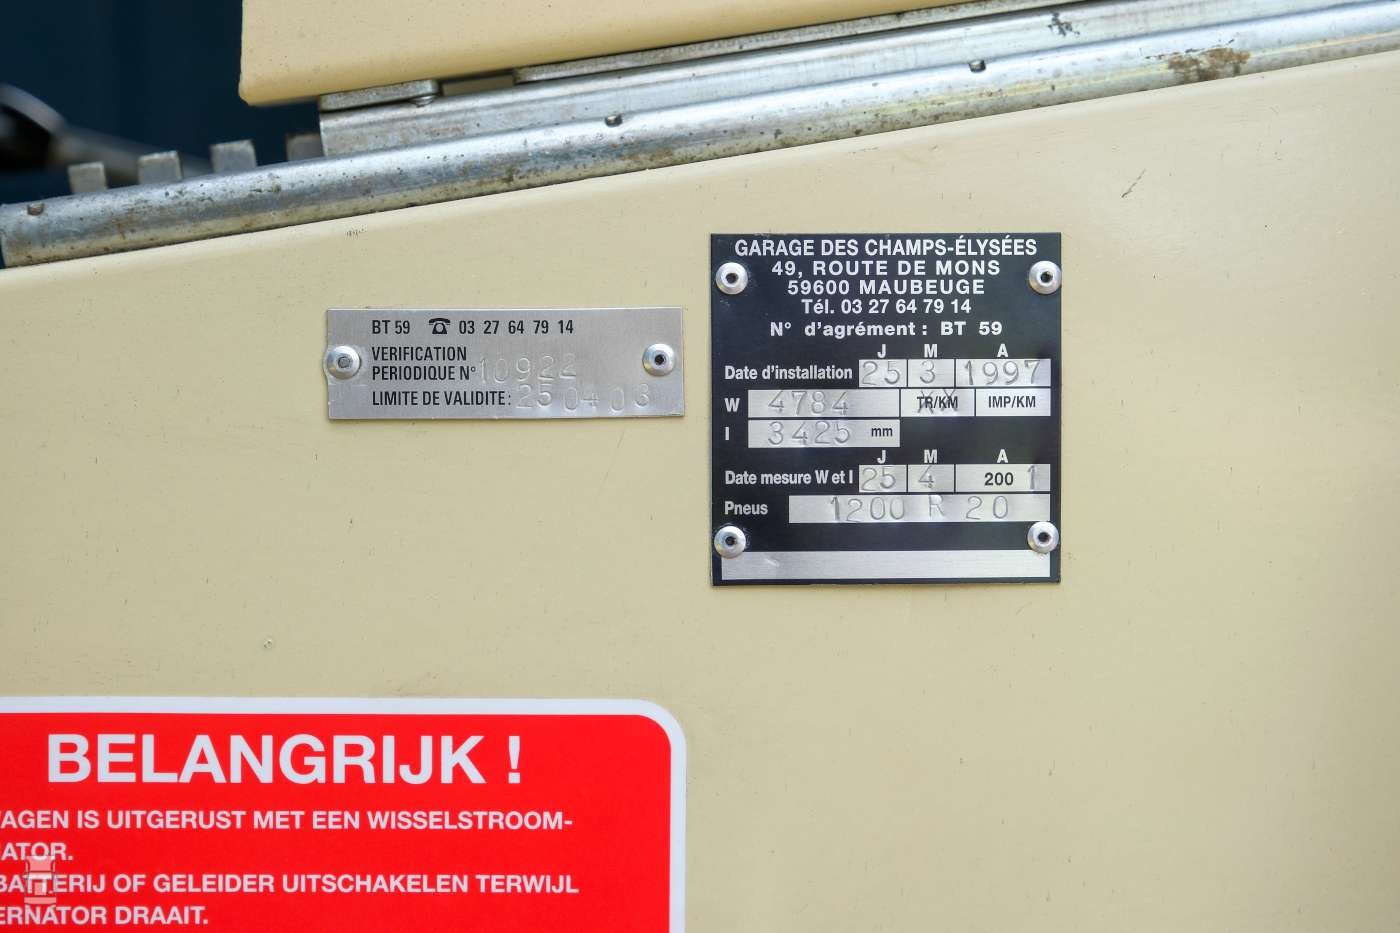 GARAGE DES CHAMPS-ÉLYSÉES
49, ROUTE DE MONS
59600 MAUBEUGE
Tél. 03 27 64 79 14
N° d'agrément : BT 59
J M A
Date d'installation 25 3 1997
W 4784 TR/KM IMP/KM
I 3425 mm
J M A
Date mesure W et I 25 4 2001
Pneus 1200 R 20
BT 59 ☎ 03 27 64 79 14
VERIFICATION
PERIODIQUE N° 10922
LIMITE DE VALIDITE : 25 04 03
BELANGRIJK !
AGEN IS UITGERUST MET EEN WISSELSTROOM-
ATOR.
BATTERIJ OF GELEIDER UITSCHAKELEN TERWIJL
ERNATOR DRAAIT.